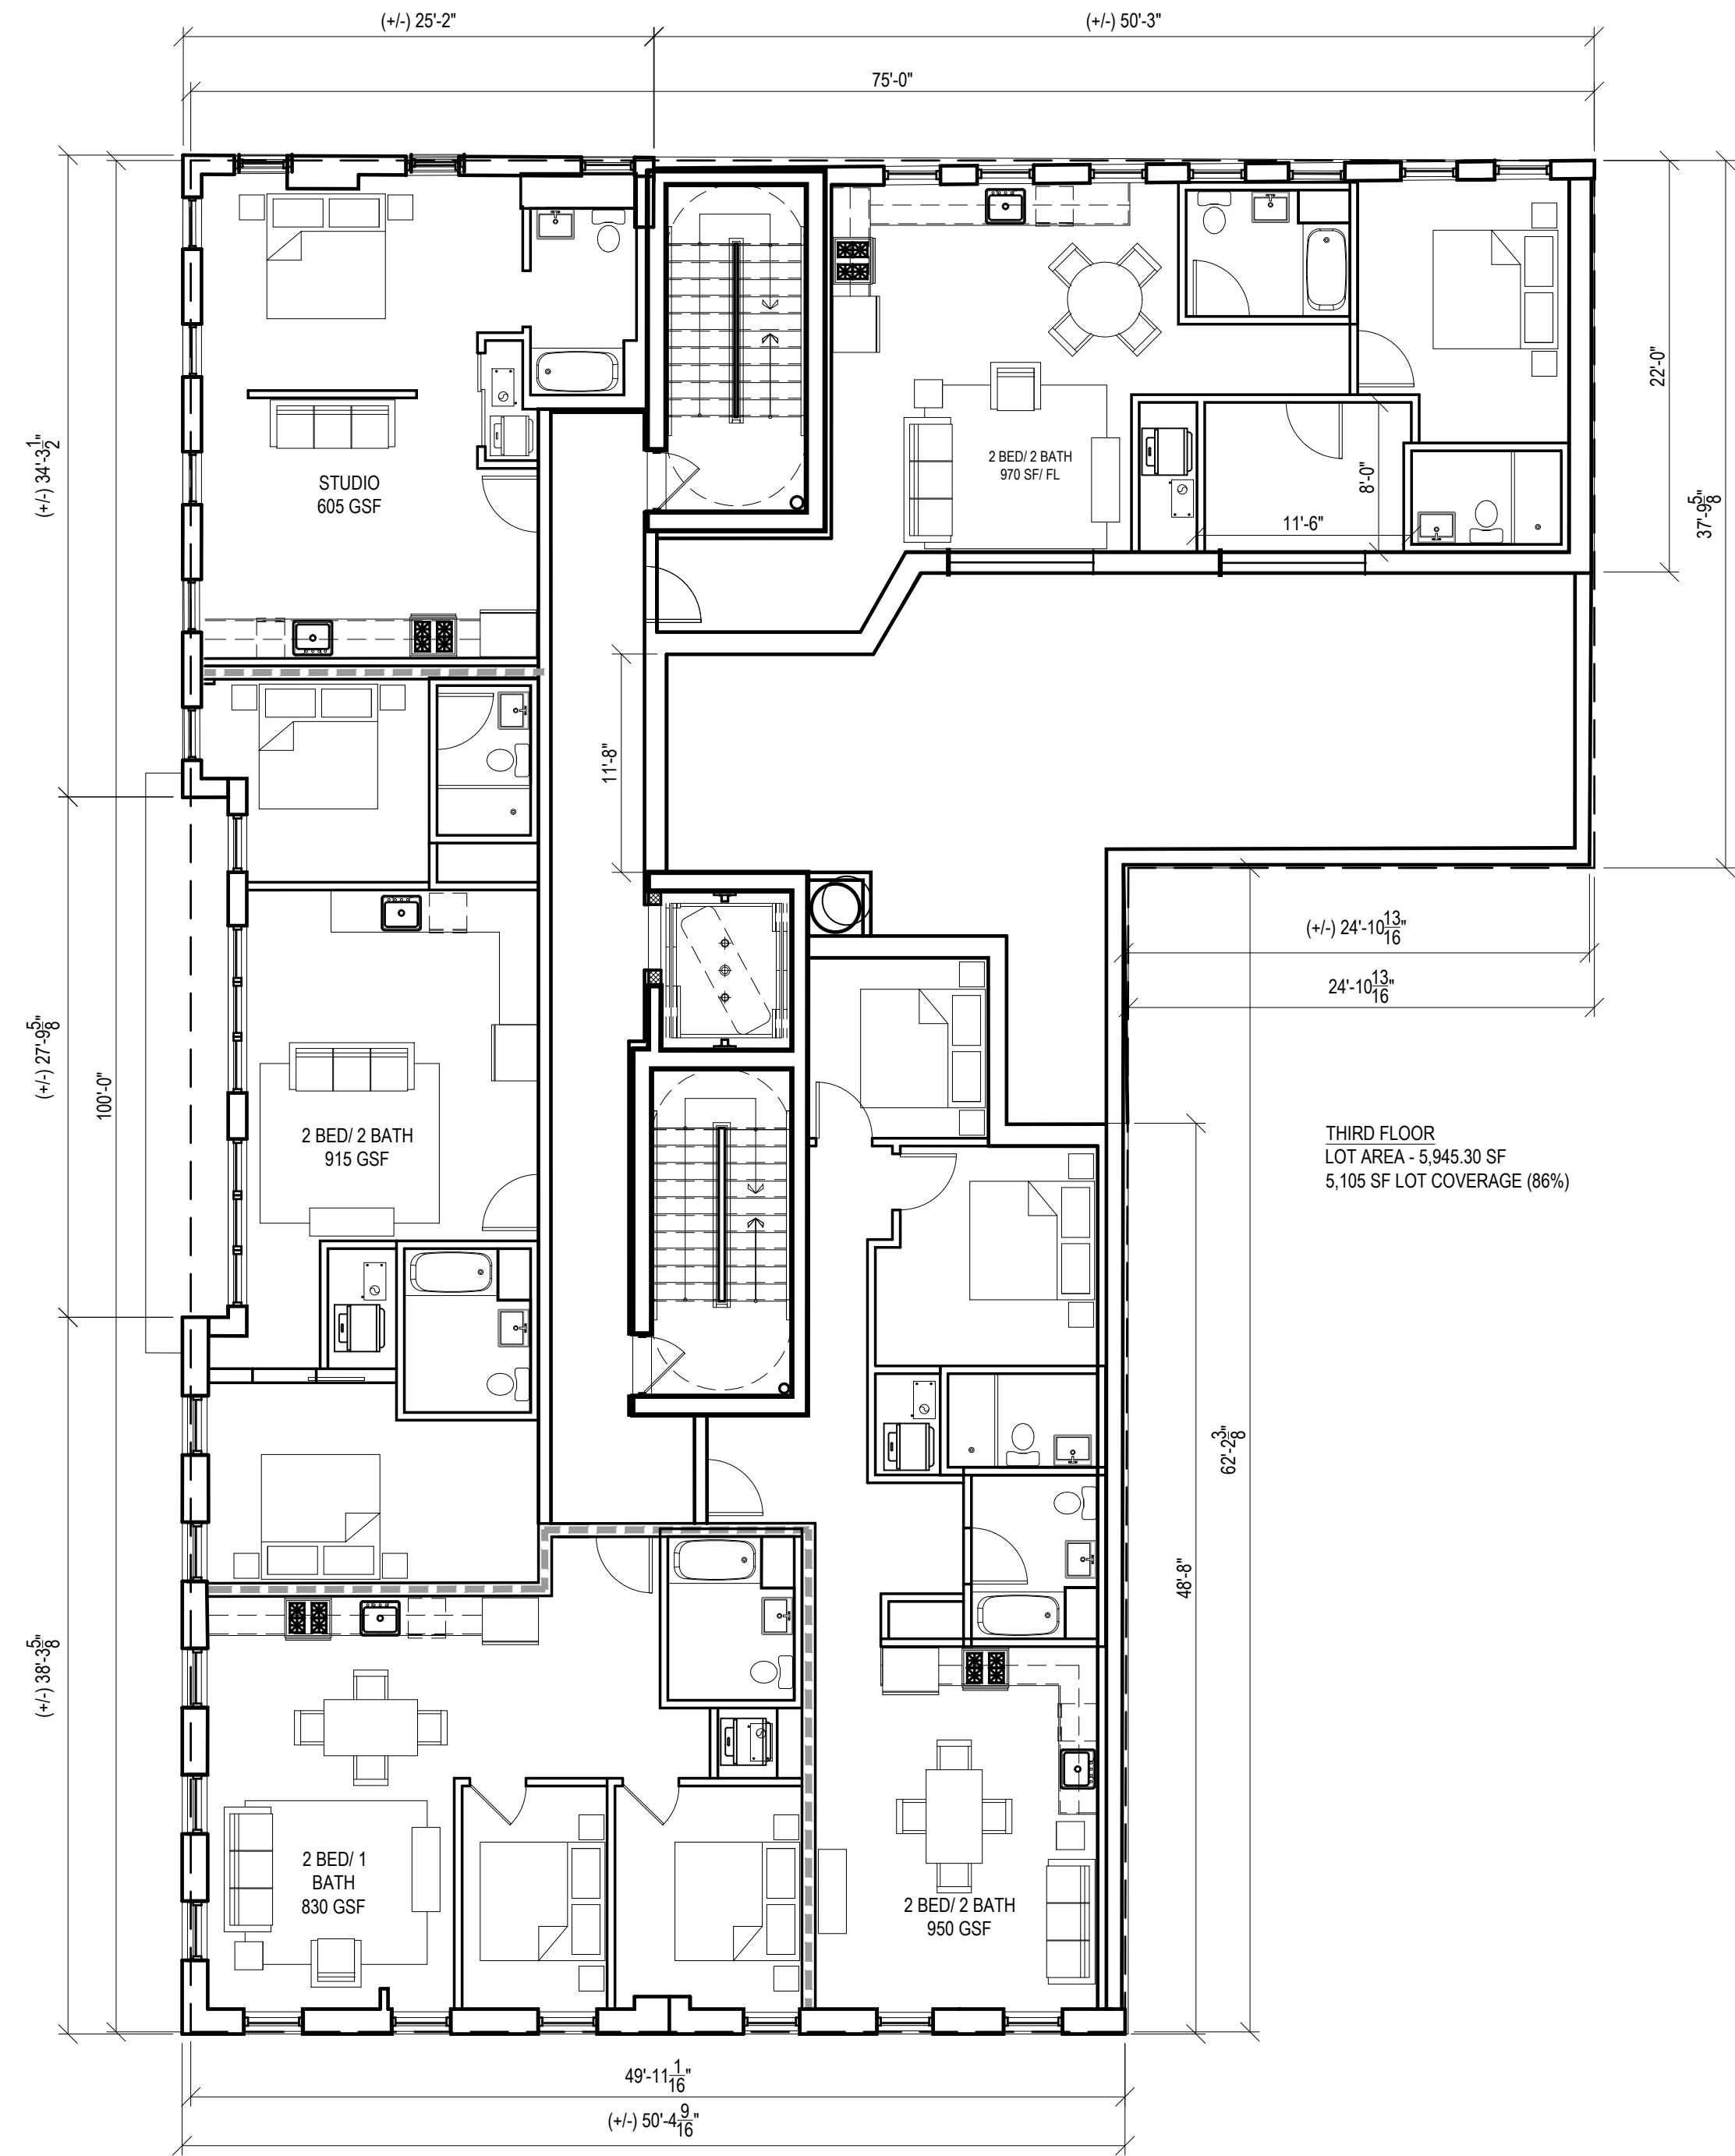 (+/-) 25'-2"
(+/-) 50'-3"
75'-0"
(+/-) 34'-3 1/2"
22'-0"
37'-9 5/8"
2 BED/ 2 BATH
970 SF/ FL
8'-0"
11'-6"
STUDIO
605 GSF
11'-8"
(+/-) 24'-10 13/16"
24'-10 13/16"
(+/-) 27'-9 5/8"
100'-0"
2 BED/ 2 BATH
915 GSF
THIRD FLOOR
LOT AREA - 5,945.30 SF
5,105 SF LOT COVERAGE (86%)
62'-2 3/8"
48'-8"
(+/-) 38'-3 5/8"
2 BED/ 1
BATH
830 GSF
2 BED/ 2 BATH
950 GSF
49'-11 1/16"
(+/-) 50'-4 9/16"